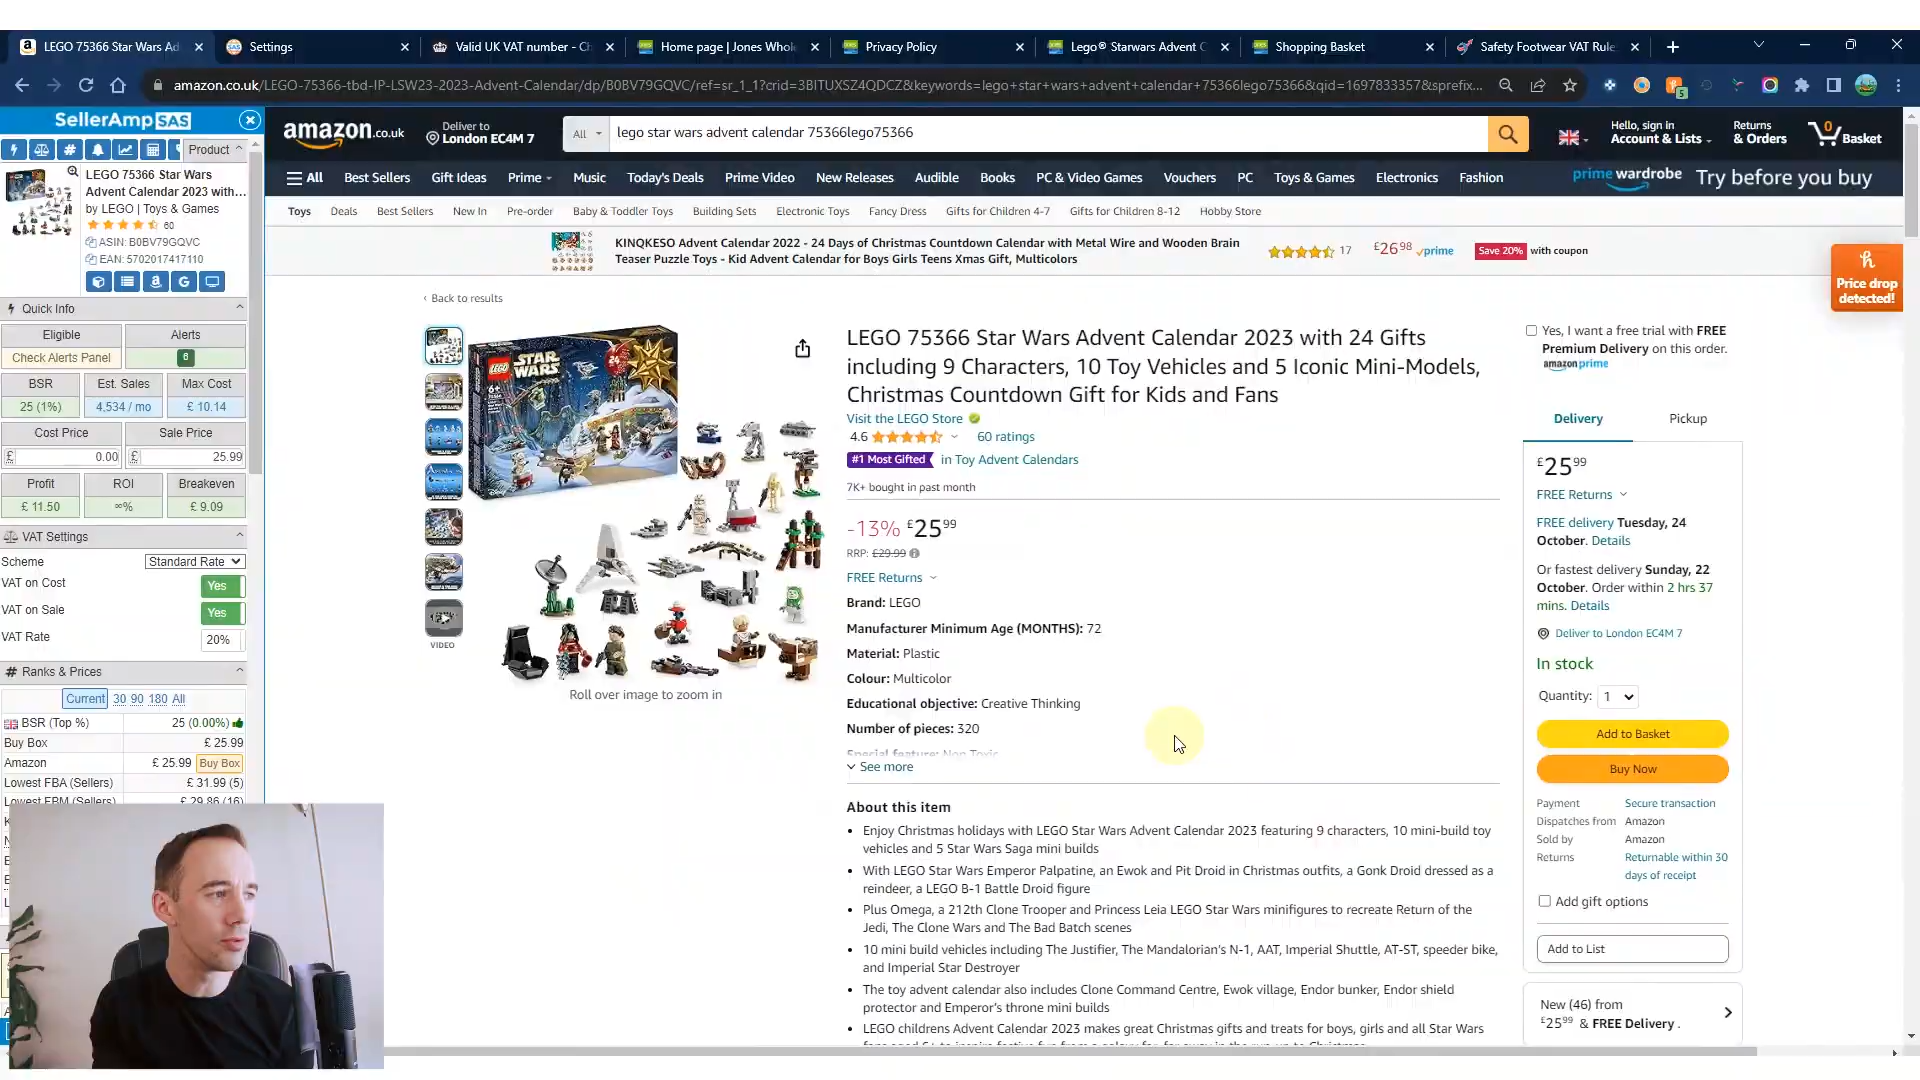 LEGO 75366 Star Wars Ad
Settings
Valid UK VAT number - Ch
Home page | Jones Whole
Privacy Policy
Lego® Starwars Advent C
Shopping Basket
Safety Footwear VAT Rule
amazon.co.uk/LEGO-75366-tbd-IP-LSW23-2023-Advent-Calendar/dp/B0BV79GQVC/ref=sr_1_1?crid=3BITUXSZ4QDCZ&keywords=lego+star+wars+advent+calendar+75366lego75366&qid=1697833357&sprefix...
5
SellerAmp SAS
Product
LEGO 75366 Star Wars
Advent Calendar 2023 with...
by LEGO | Toys & Games
60
ASIN: B0BV79GQVC
EAN: 5702017417110
Quick Info
Eligible
Alerts
Check Alerts Panel
6
BSR
Est. Sales
Max Cost
25 (1%)
4,534 / mo
£ 10.14
Cost Price
Sale Price
£ 0.00
£ 25.99
Profit
ROI
Breakeven
£ 11.50
∞%
£ 9.09
VAT Settings
Scheme
Standard Rate
VAT on Cost
Yes
VAT on Sale
Yes
VAT Rate
20%
Ranks & Prices
Current 30 90 180 All
BSR (Top %)
25 (0.00%)
Buy Box
£ 25.99
Amazon
£ 25.99 Buy Box
Lowest FBA (Sellers)
£ 31.99 (5)
Lowest FBM (Sellers)
£ 29.86 (16)
amazon.co.uk
Deliver to
London EC4M 7
All
lego star wars advent calendar 75366lego75366
Hello, sign in
Account & Lists
Returns
& Orders
0
Basket
All
Best Sellers
Gift Ideas
Prime
Music
Today's Deals
Prime Video
New Releases
Audible
Books
PC & Video Games
Vouchers
PC
Toys & Games
Electronics
Fashion
prime wardrobe
Try before you buy
Toys
Deals
Best Sellers
New In
Pre-order
Baby & Toddler Toys
Building Sets
Electronic Toys
Fancy Dress
Gifts for Children 4-7
Gifts for Children 8-12
Hobby Store
KINQKESO Advent Calendar 2022 - 24 Days of Christmas Countdown Calendar with Metal Wire and Wooden Brain
Teaser Puzzle Toys - Kid Advent Calendar for Boys Girls Teens Xmas Gift, Multicolors
17
£26.98
prime
Save 20% with coupon
h
Price drop
detected!
‹ Back to results
LEGO
STAR
WARS
6+
24
VIDEO
Roll over image to zoom in
LEGO 75366 Star Wars Advent Calendar 2023 with 24 Gifts
including 9 Characters, 10 Toy Vehicles and 5 Iconic Mini-Models,
Christmas Countdown Gift for Kids and Fans
Visit the LEGO Store
4.6
60 ratings
#1 Most Gifted in Toy Advent Calendars
7K+ bought in past month
-13% £25 99
RRP: £29.99
FREE Returns
Brand: LEGO
Manufacturer Minimum Age (MONTHS): 72
Material: Plastic
Colour: Multicolor
Educational objective: Creative Thinking
Number of pieces: 320
Special feature: Non Toxic
See more
About this item
• Enjoy Christmas holidays with LEGO Star Wars Advent Calendar 2023 featuring 9 characters, 10 mini-build toy
vehicles and 5 Star Wars Saga mini builds
• With LEGO Star Wars Emperor Palpatine, an Ewok and Pit Droid in Christmas outfits, a Gonk Droid dressed as a
reindeer, a LEGO B-1 Battle Droid figure
• Plus Omega, a 212th Clone Trooper and Princess Leia LEGO Star Wars minifigures to recreate Return of the
Jedi, The Clone Wars and The Bad Batch scenes
• 10 mini build vehicles including The Justifier, The Mandalorian's N-1, AAT, Imperial Shuttle, AT-ST, speeder bike,
and Imperial Star Destroyer
• The toy advent calendar also includes Clone Command Centre, Ewok village, Endor bunker, Endor shield
protector and Emperor's throne mini builds
• LEGO childrens Advent Calendar 2023 makes great Christmas gifts and treats for boys, girls and all Star Wars
Yes, I want a free trial with FREE
Premium Delivery on this order.
amazon prime
Delivery
Pickup
£25 99
FREE Returns
FREE delivery Tuesday, 24
October. Details
Or fastest delivery Sunday, 22
October. Order within 2 hrs 37
mins. Details
Deliver to London EC4M 7
In stock
Quantity: 1
Add to Basket
Buy Now
Payment
Secure transaction
Dispatches from
Amazon
Sold by
Amazon
Returns
Returnable within 30
days of receipt
Add gift options
Add to List
New (46) from
£25 99 & FREE Delivery .